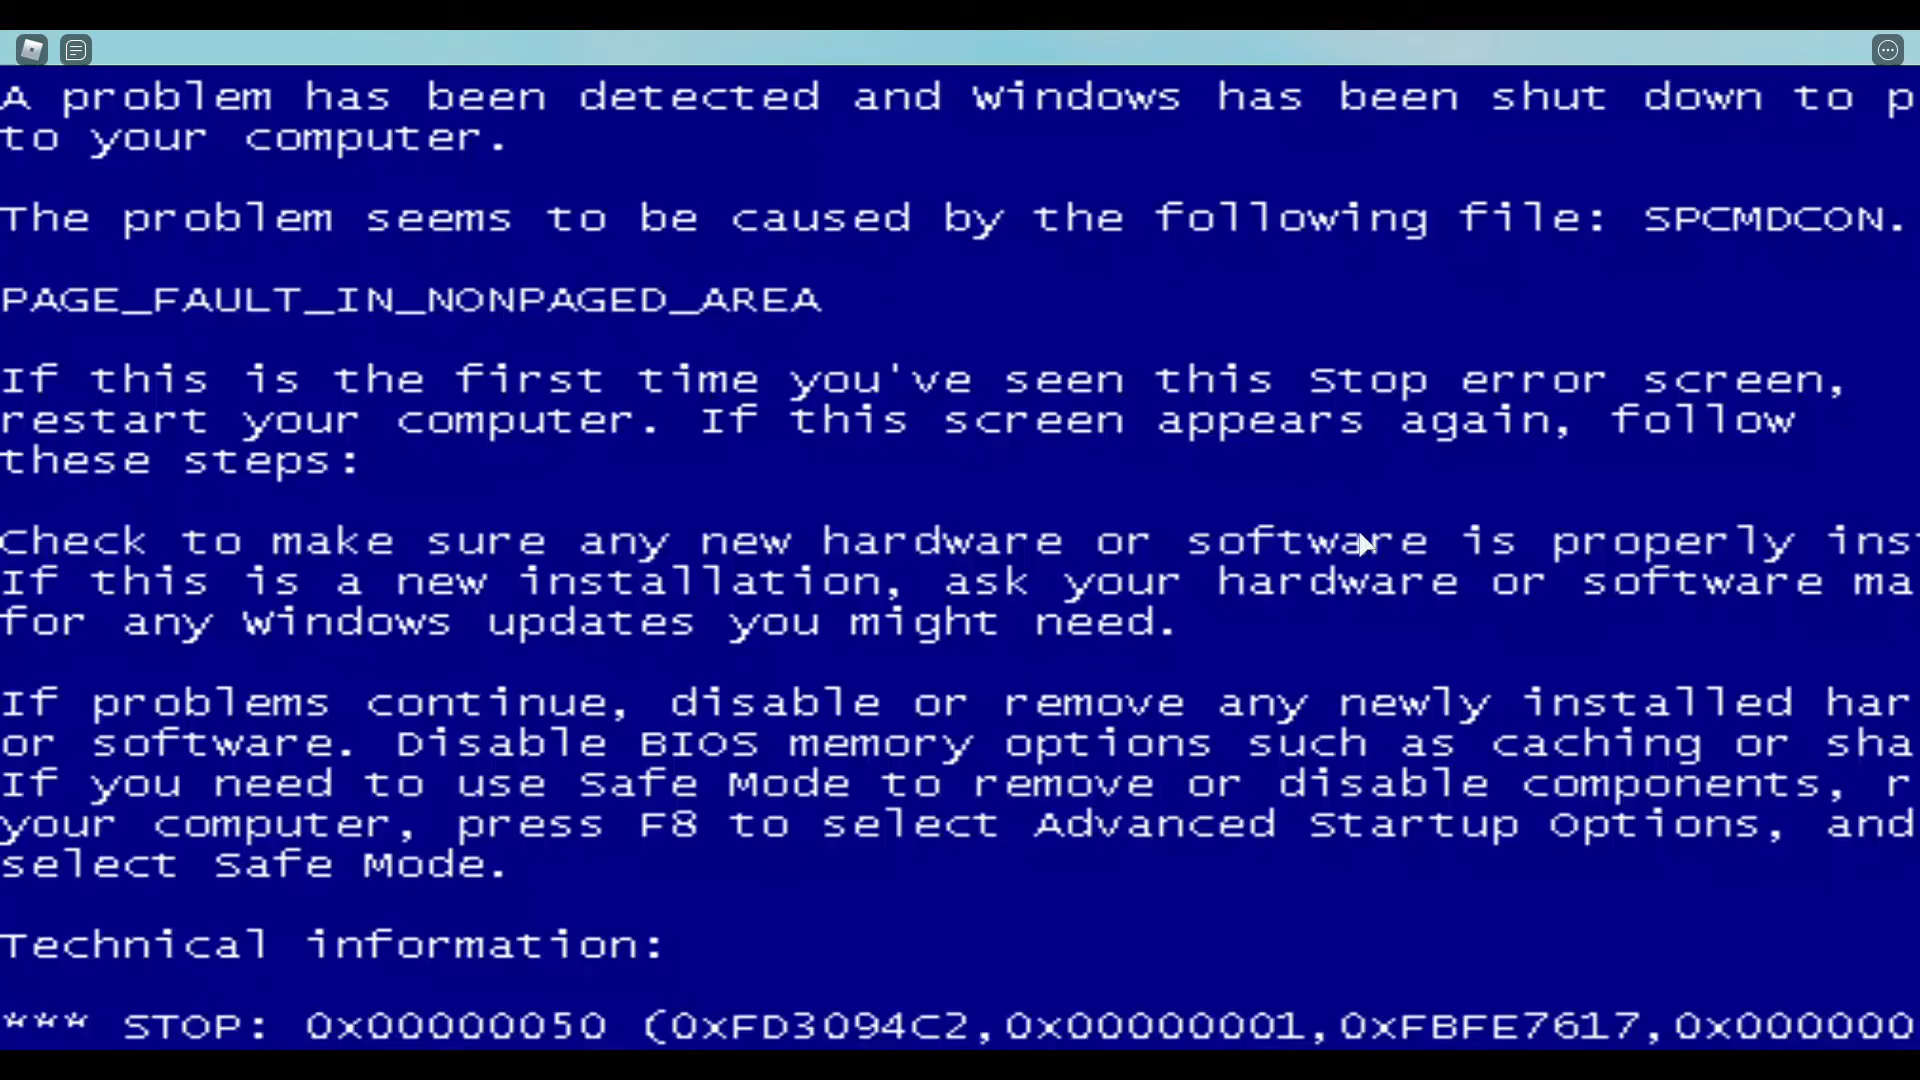 A problem has been detected and Windows has been shut down to p
to your computer.
The problem seems to be caused by the following file: SPCMDCON.
PAGE_FAULT_IN_NONPAGED_AREA
If this is the first time you've seen this Stop error screen,
restart your computer. If this screen appears again, follow
these steps:
Check to make sure any new hardware or software is properly inst
If this is a new installation, ask your hardware or software ma
for any Windows updates you might need.
If problems continue, disable or remove any newly installed har
or software. Disable BIOS memory options such as caching or sha
If you need to use Safe Mode to remove or disable components, r
your computer, press F8 to select Advanced Startup Options, and
select Safe Mode.
Technical information:
*** STOP: 0x00000050 (0xFD3094C2,0x00000001,0xFBFE7617,0x000000